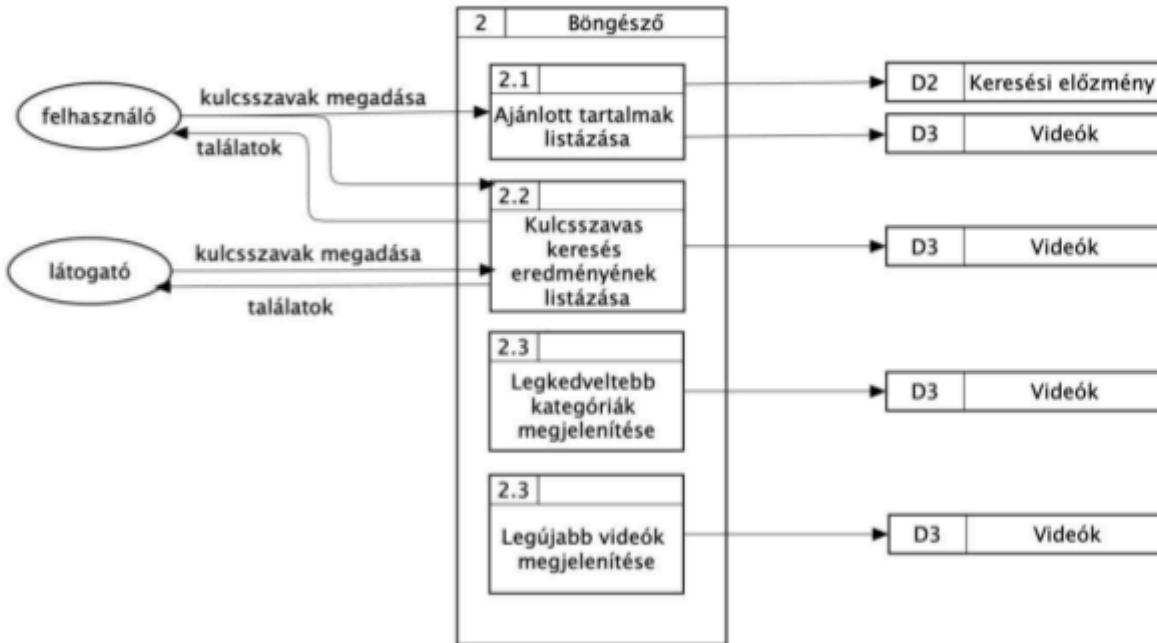 2 Böngésző
2.1
Ajánlott tartalmak
listázása
D2 Keresési előzmény
D3 Videók
felhasználó
kulcsszavak megadása
találatok
2.2
Kulcsszavas
keresés
eredményének
listázása
D3 Videók
látogató
kulcsszavak megadása
találatok
2.3
Legkedveltebb
kategóriák
megjelenítése
D3 Videók
2.3
Legújabb videók
megjelenítése
D3 Videók